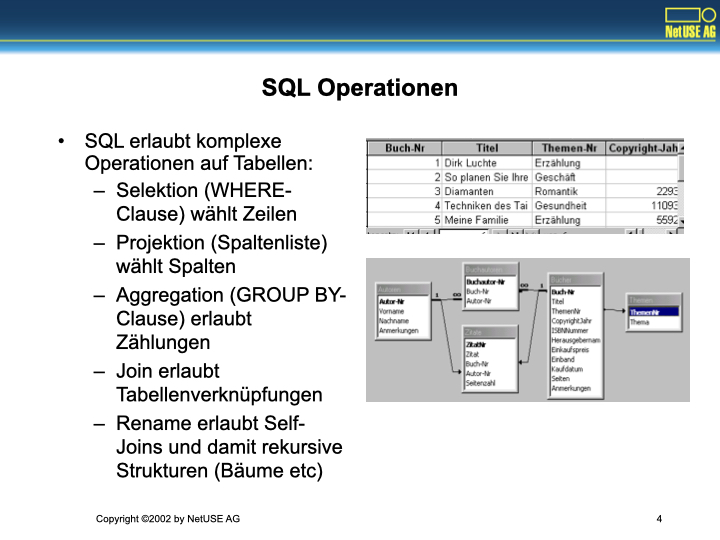 NetUSE AG
SQL Operationen
• SQL erlaubt komplexe
Operationen auf Tabellen:
– Selektion (WHERE-
Clause) wählt Zeilen
– Projektion (Spaltenliste)
wählt Spalten
– Aggregation (GROUP BY-
Clause) erlaubt
Zählungen
– Join erlaubt
Tabellenverknüpfungen
– Rename erlaubt Self-
Joins und damit rekursive
Strukturen (Bäume etc)
Buch-Nr Titel Themen-Nr Copyright-Jah
1 Dirk Luchte Erzählung
2 So planen Sie Ihre Geschäft
3 Diamanten Romantik 2293
4 Techniken des Tai Gesundheit 11093
5 Meine Familie Erzählung 5592
Autoren
Autor-Nr
Vorname
Nachname
Anmerkungen
1 ∞
Buchautor-Nr
Buch-Nr
Autor-Nr
∞ 1
Zitate
ZitatNr
Zitat
Buch-Nr
Autor-Nr
Seitenzahl
Bücher
Buch-Nr
Titel
ThemenNr
CopyrightJahr
ISBNNummer
Herausgebernam
Einkaufspreis
Einband
Kaufdatum
Seiten
Anmerkungen
Themen
ThemenNr
Thema
Copyright ©2002 by NetUSE AG
4